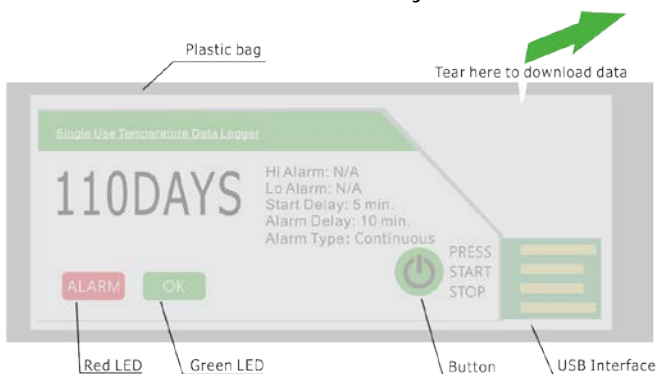 Plastic bag
Tear here to download data
Single Use Temperature Data Logger
110DAYS
Hi Alarm: N/A
Lo Alarm: N/A
Start Delay: 5 min.
Alarm Delay: 10 min.
Alarm Type: Continuous
PRESS
START
STOP
ALARM
OK
Red LED
Green LED
Button
USB Interface